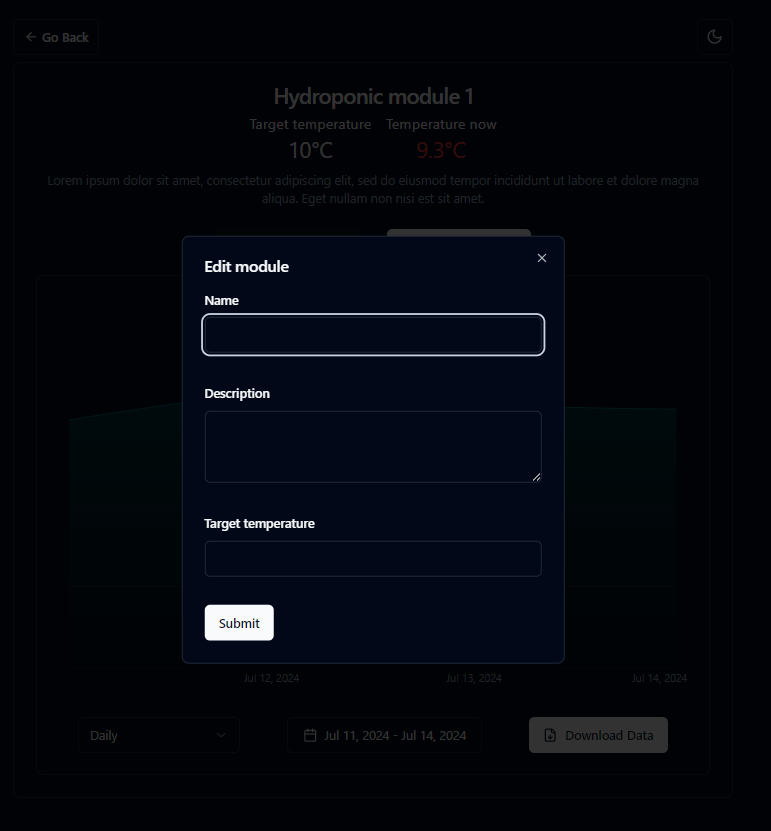 Go Back
Hydroponic module 1
Target temperature Temperature now
10°C 9.3°C
Lorem ipsum dolor sit amet, consectetur adipiscing elit, sed do eiusmod tempor incididunt ut labore et dolore magna
aliqua. Eget nullam non nisi est sit amet.
Edit module
Name
Description
Target temperature
Submit
Jul 12, 2024 Jul 13, 2024 Jul 14, 2024
Daily Jul 11, 2024 - Jul 14, 2024 Download Data